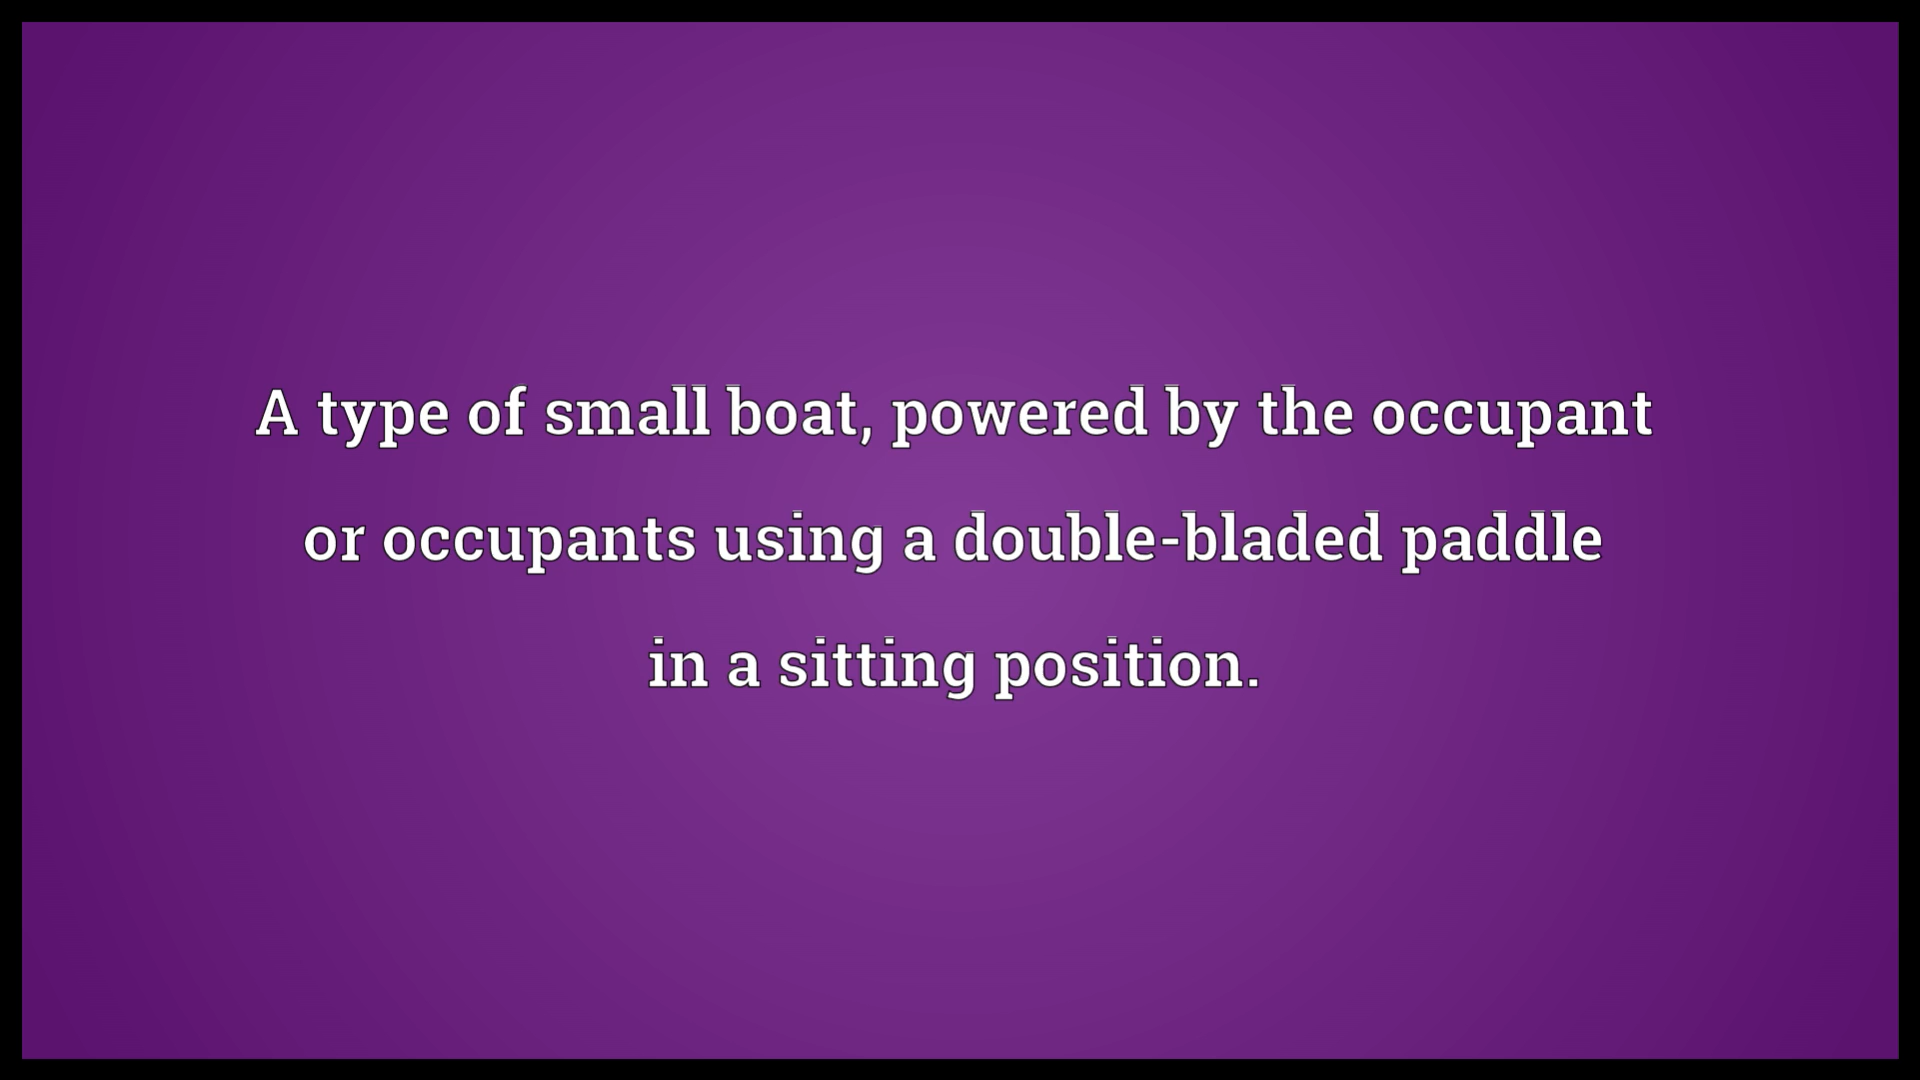 A type of small boat, powered by the occupant
or occupants using a double-bladed paddle
in a sitting position.